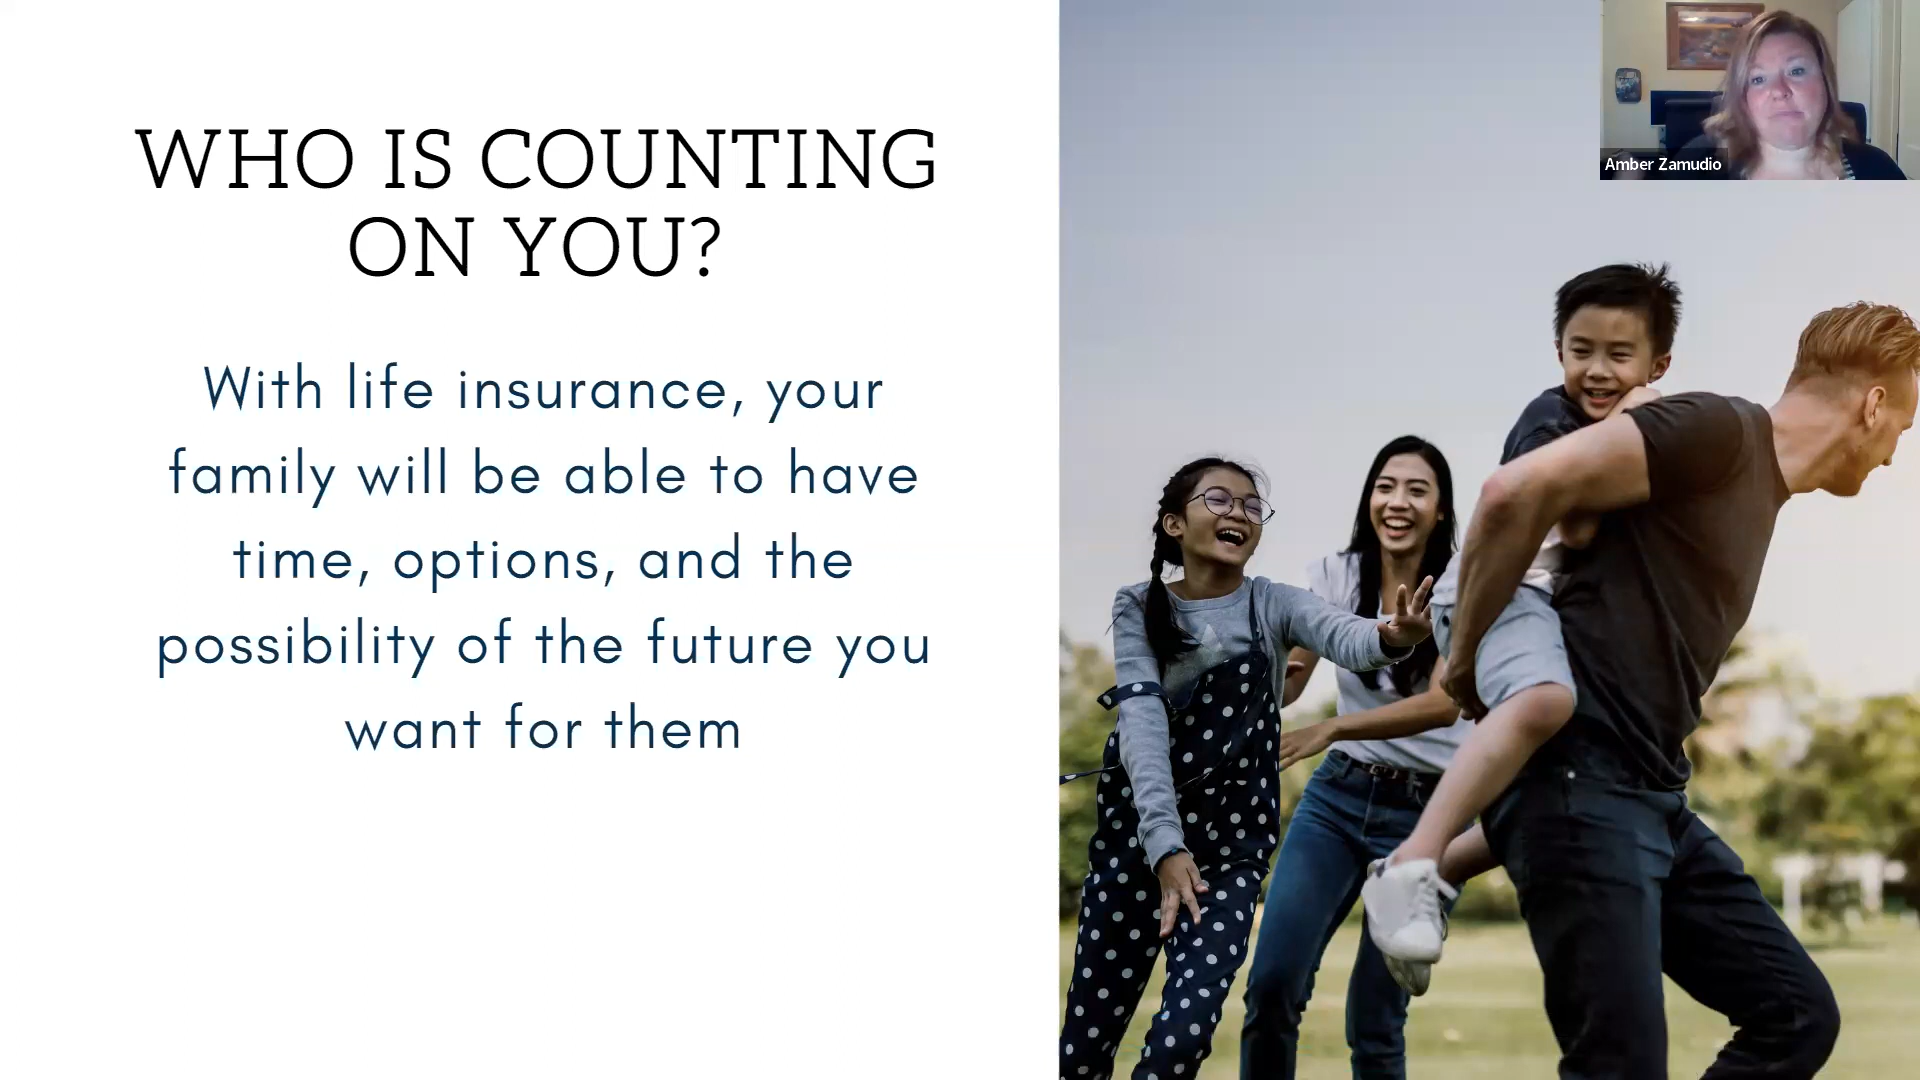 WHO IS COUNTING
ON YOU?
With life insurance, your
family will be able to have
time, options, and the
possibility of the future you
want for them
Amber Zamudio